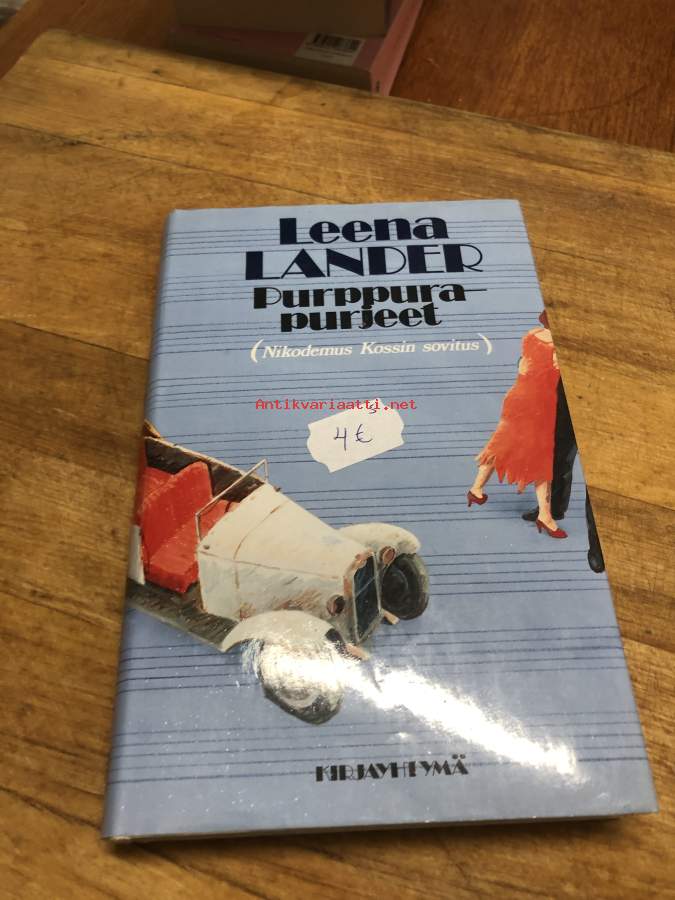 Leena
LANDER
Purppura-
purjeet
(Nikodemus Kossin sovitus)
Antikvariaatti.net
4 €
KIRJAYHTYMÄ